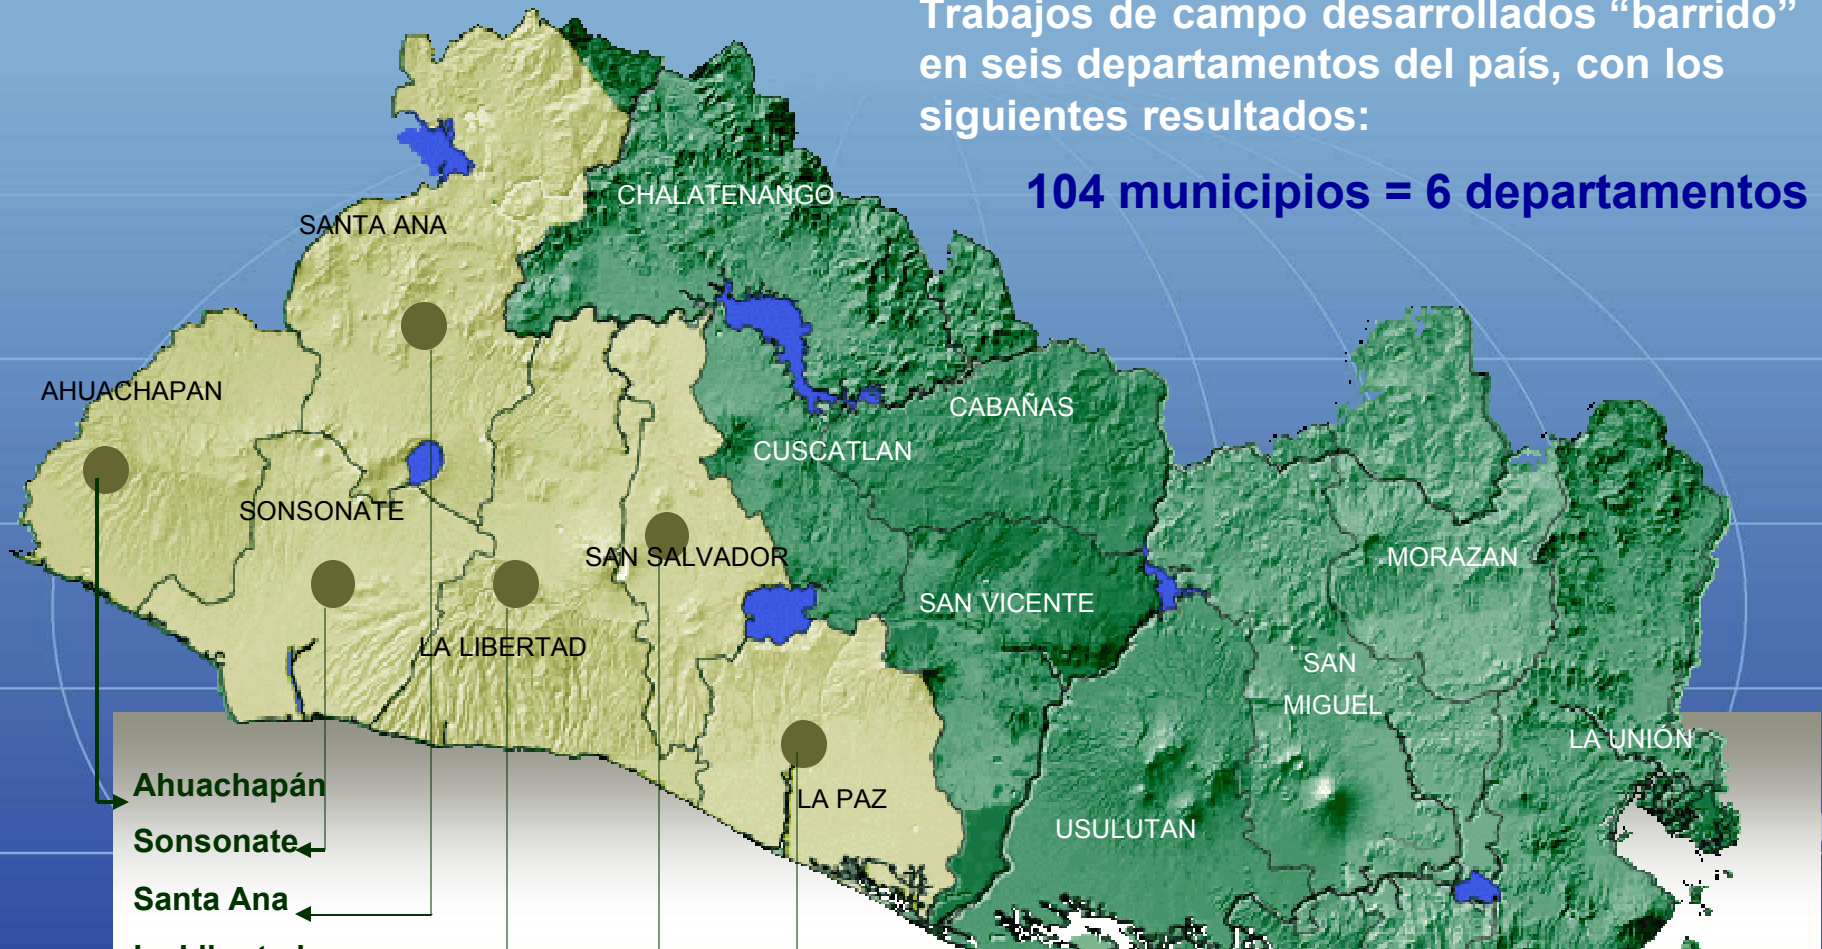 Trabajos de campo desarrollados “barrido”
en seis departamentos del país, con los
siguientes resultados:
104 municipios = 6 departamentos
CHALATENANGO
SANTA ANA
AHUACHAPAN
CABAÑAS
CUSCATLAN
SONSONATE
SAN SALVADOR
MORAZAN
SAN VICENTE
LA LIBERTAD
SAN
MIGUEL
LA UNIÓN
LA PAZ
USULUTAN
Ahuachapán
Sonsonate
Santa Ana
La Libertad